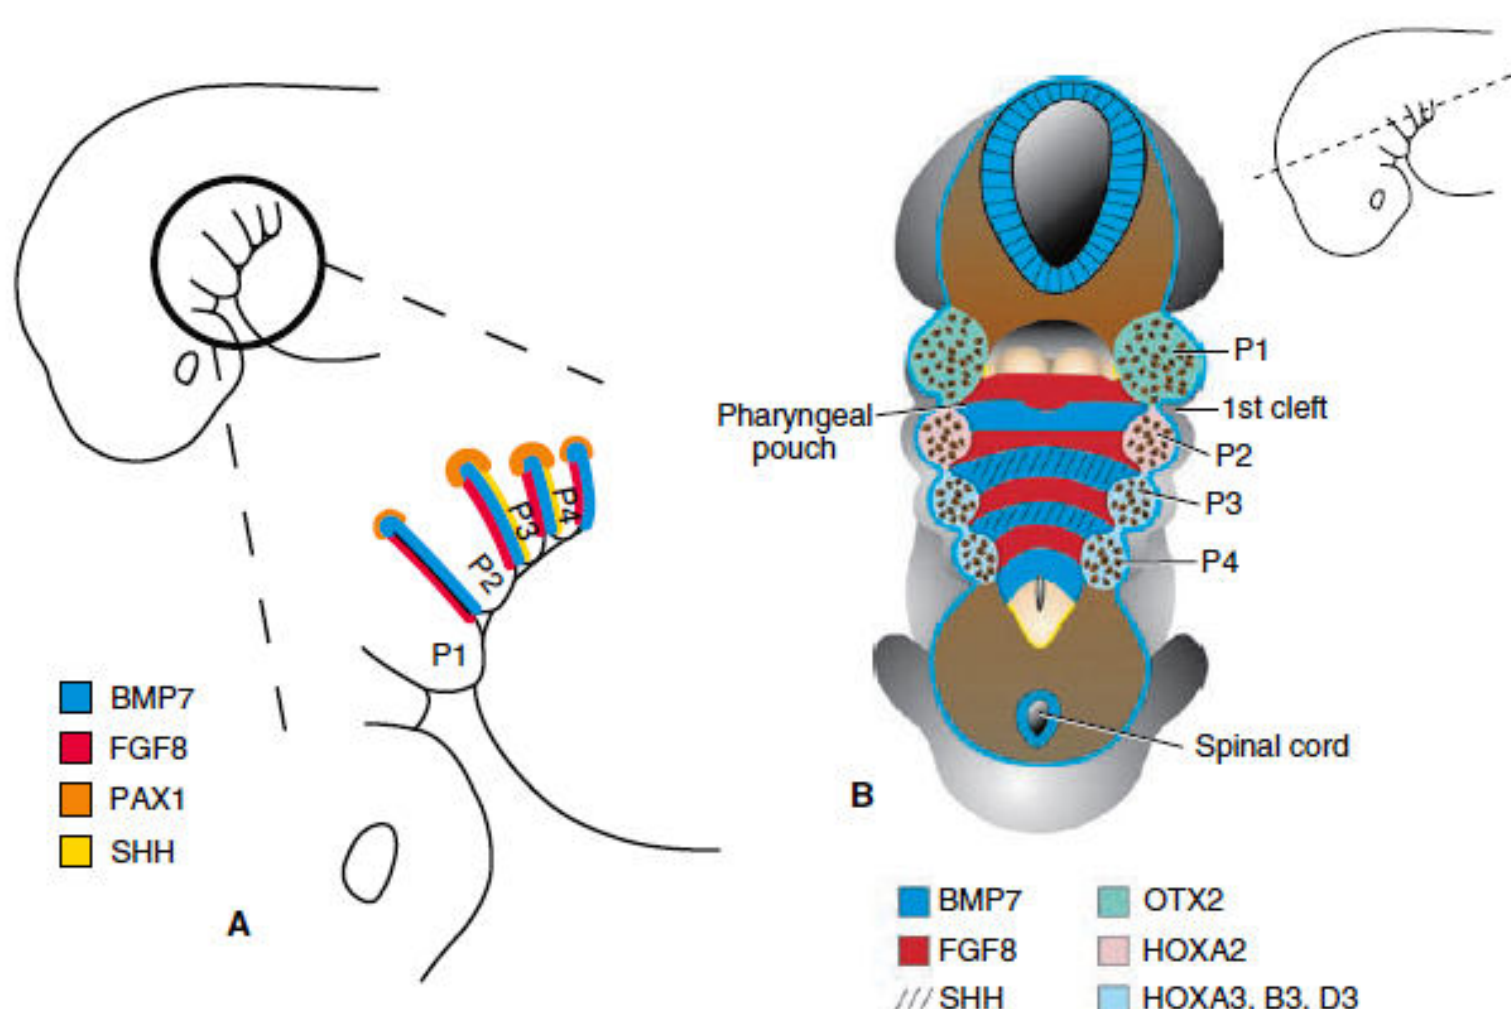 P1
P2
P3
P4
BMP7
FGF8
PAX1
SHH
A
P1
1st cleft
Pharyngeal
pouch
P2
P3
P4
Spinal cord
B
BMP7
FGF8
SHH
OTX2
HOXA2
HOXA3, B3, D3